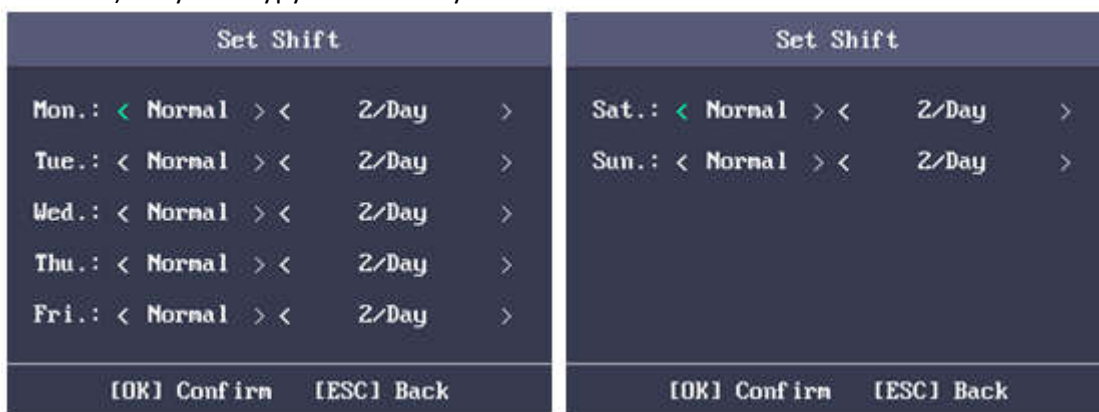 Set Shift
Mon.: < Normal > < 2/Day >
Tue.: < Normal > < 2/Day >
Wed.: < Normal > < 2/Day >
Thu.: < Normal > < 2/Day >
Fri.: < Normal > < 2/Day >
[OK] Confirm [ESC] Back
Set Shift
Sat.: < Normal > < 2/Day >
Sun.: < Normal > < 2/Day >
[OK] Confirm [ESC] Back